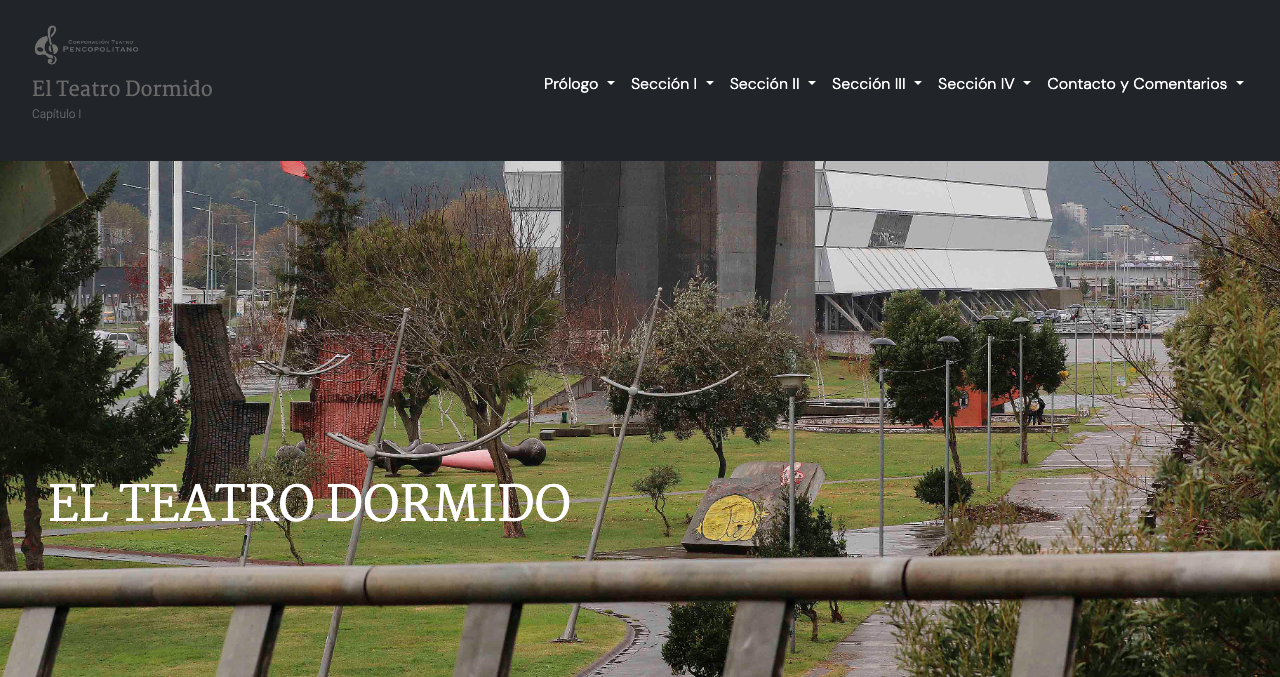 CORPORACIÓN TEATRO
PENCOPOLITANO
El Teatro Dormido
Capítulo I
Prólogo
Sección I
Sección II
Sección III
Sección IV
Contacto y Comentarios
EL TEATRO DORMIDO